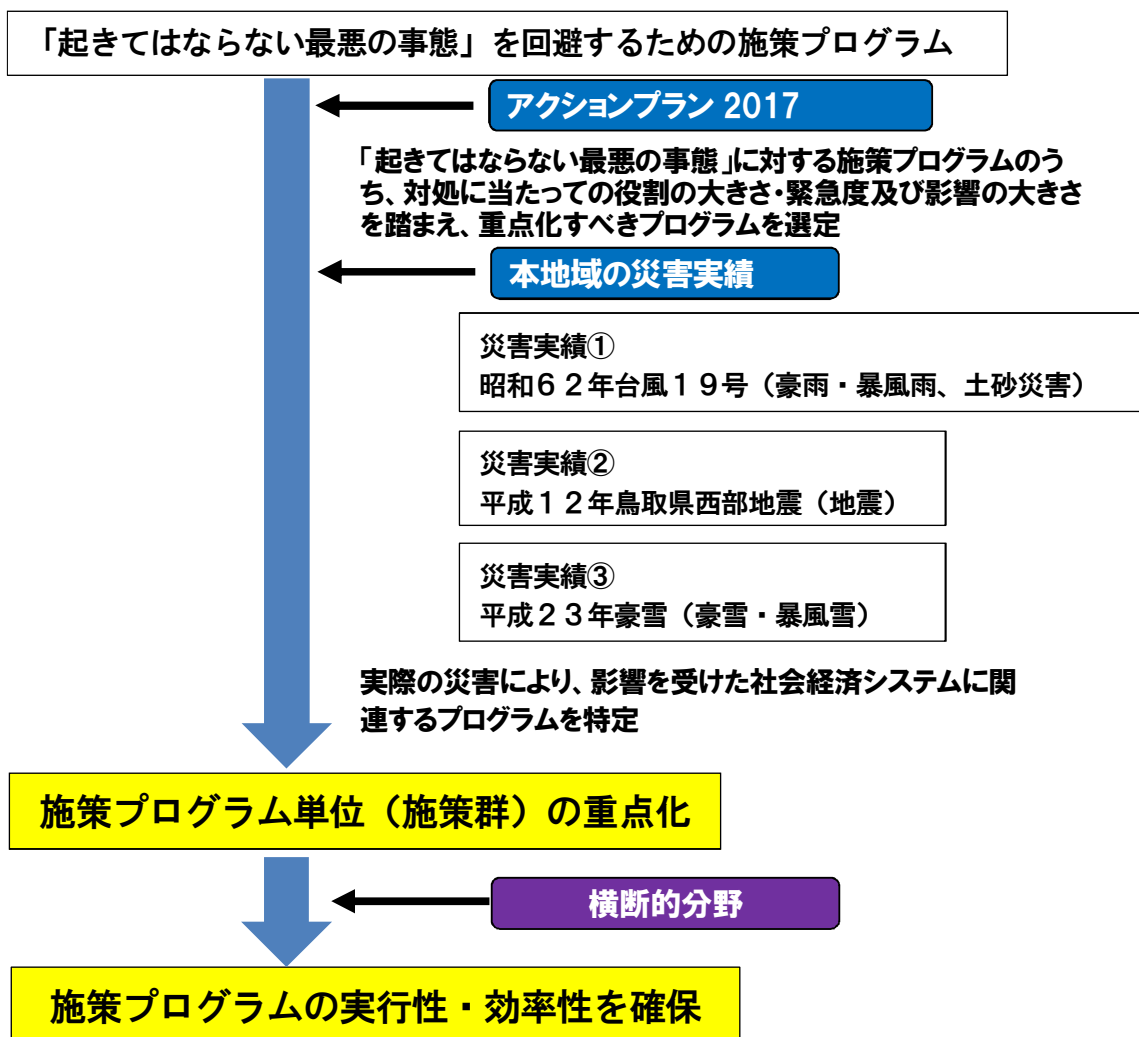 「起きてはならない最悪の事態」を回避するための施策プログラム
アクションプラン 2017
「起きてはならない最悪の事態」に対する施策プログラムのう
ち、対処に当たっての役割の大きさ・緊急度及び影響の大きさ
を踏まえ、重点化すべきプログラムを選定
本地域の災害実績
災害実績①
昭和６２年台風１９号（豪雨・暴風雨、土砂災害）
災害実績②
平成１２年鳥取県西部地震（地震）
災害実績③
平成２３年豪雪（豪雪・暴風雪）
実際の災害により、影響を受けた社会経済システムに関
連するプログラムを特定
施策プログラム単位（施策群）の重点化
横断的分野
施策プログラムの実行性・効率性を確保